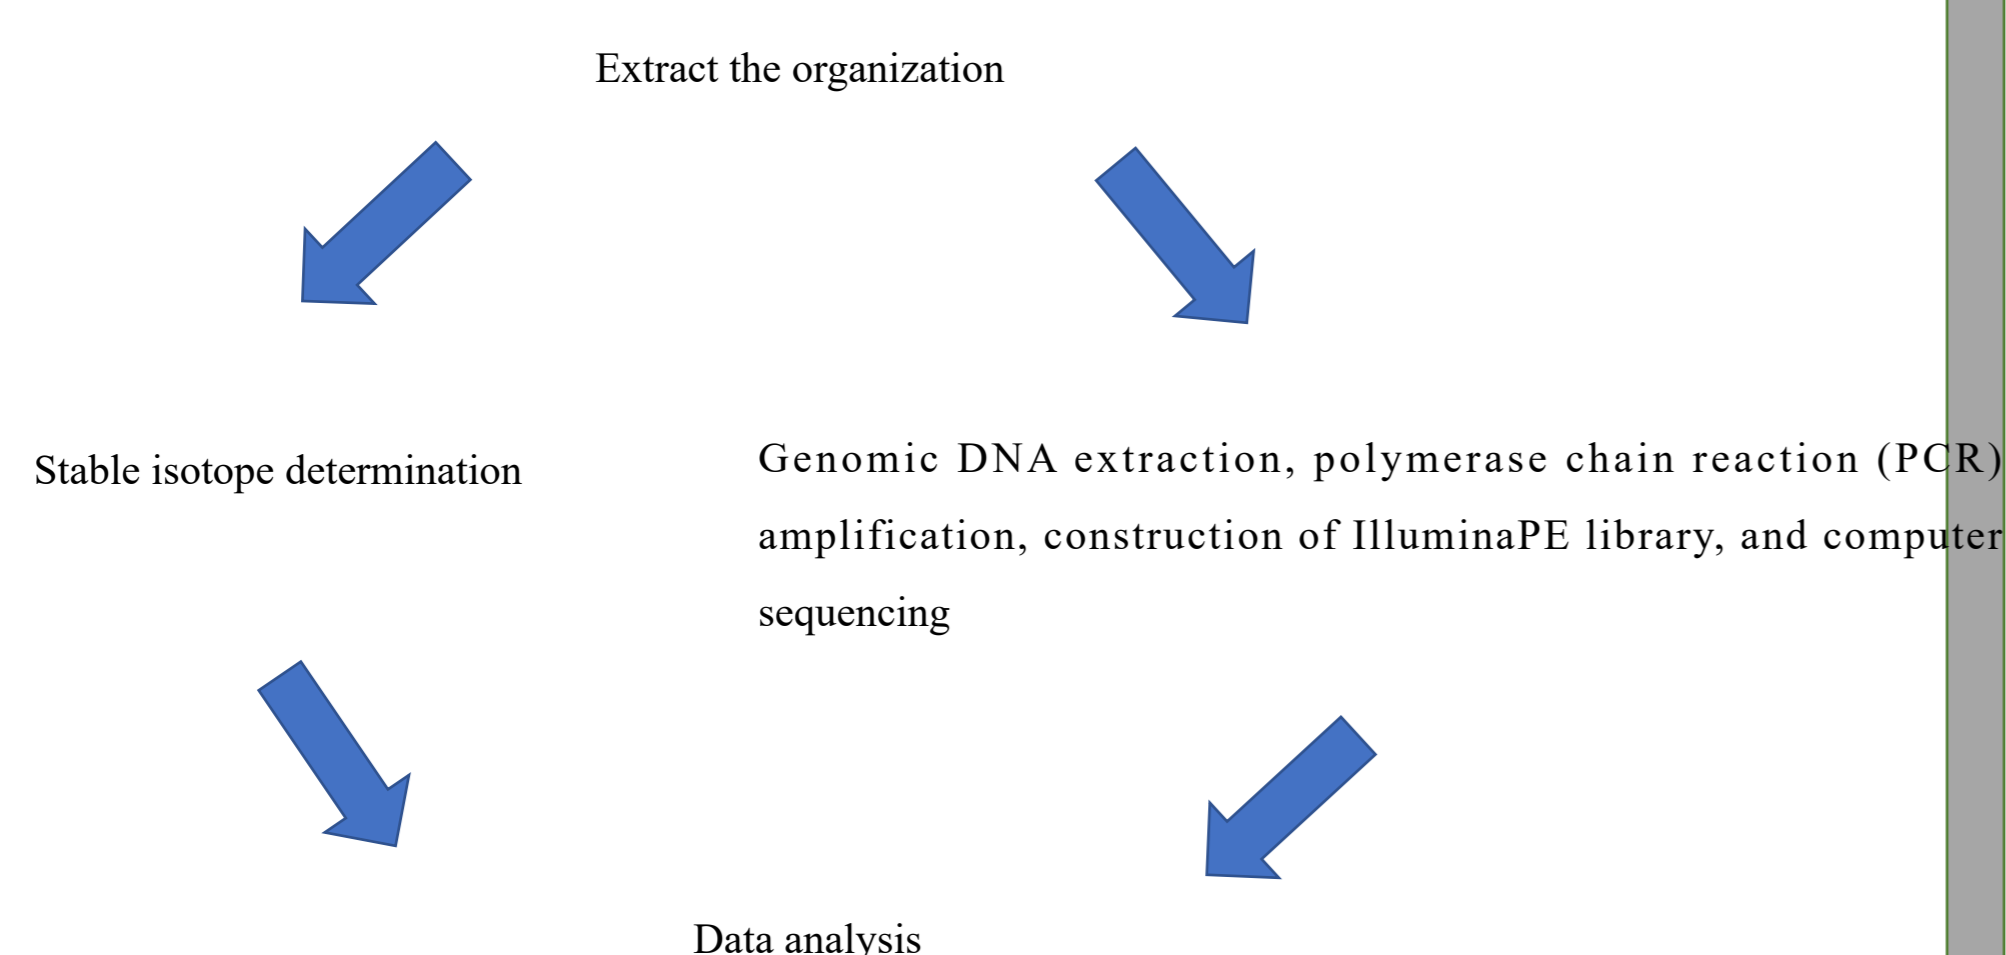 Extract the organization
Stable isotope determination
Genomic DNA extraction, polymerase chain reaction (PCR)
amplification, construction of IlluminaPE library, and computer
sequencing
Data analysis